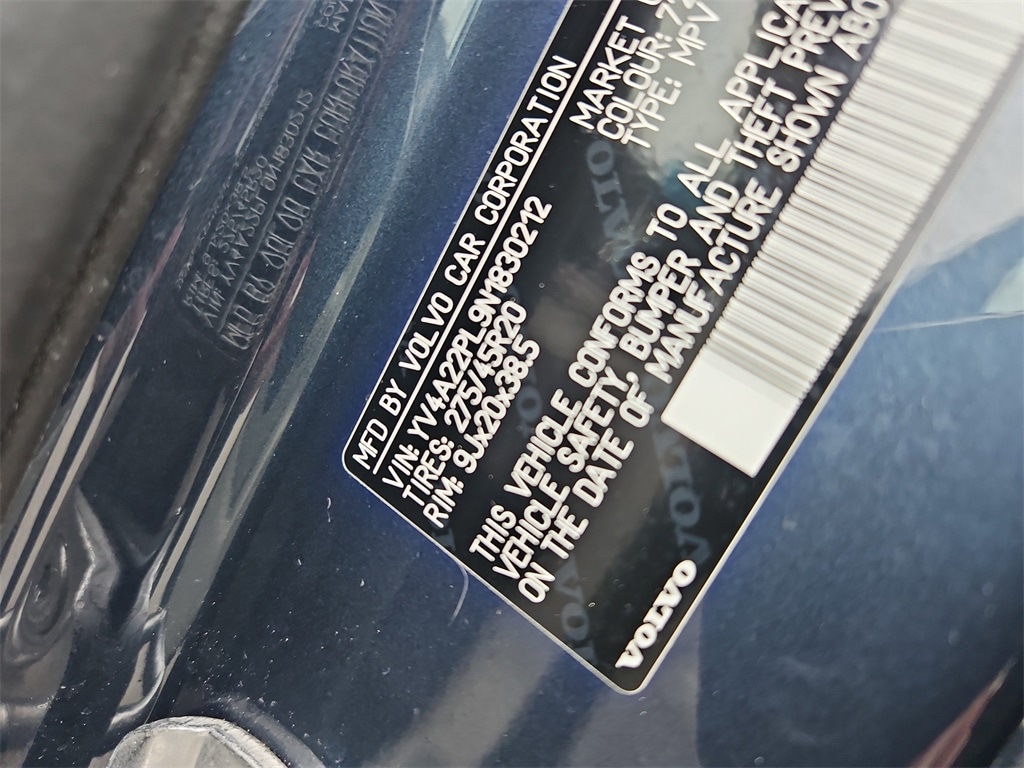 MFD BY VOLVO CAR CORPORATION
VIN: YV4A22PL9N1830212
TIRES: 275/45R20
RIM: 9Jx20x38.5
MARKET
COLOUR: 7
TYPE: MPV
THIS VEHICLE CONFORMS TO ALL APPLICA
VEHICLE SAFETY, BUMPER AND THEFT PREV
ON THE DATE OF MANUFACTURE SHOWN ABO
VOLVO